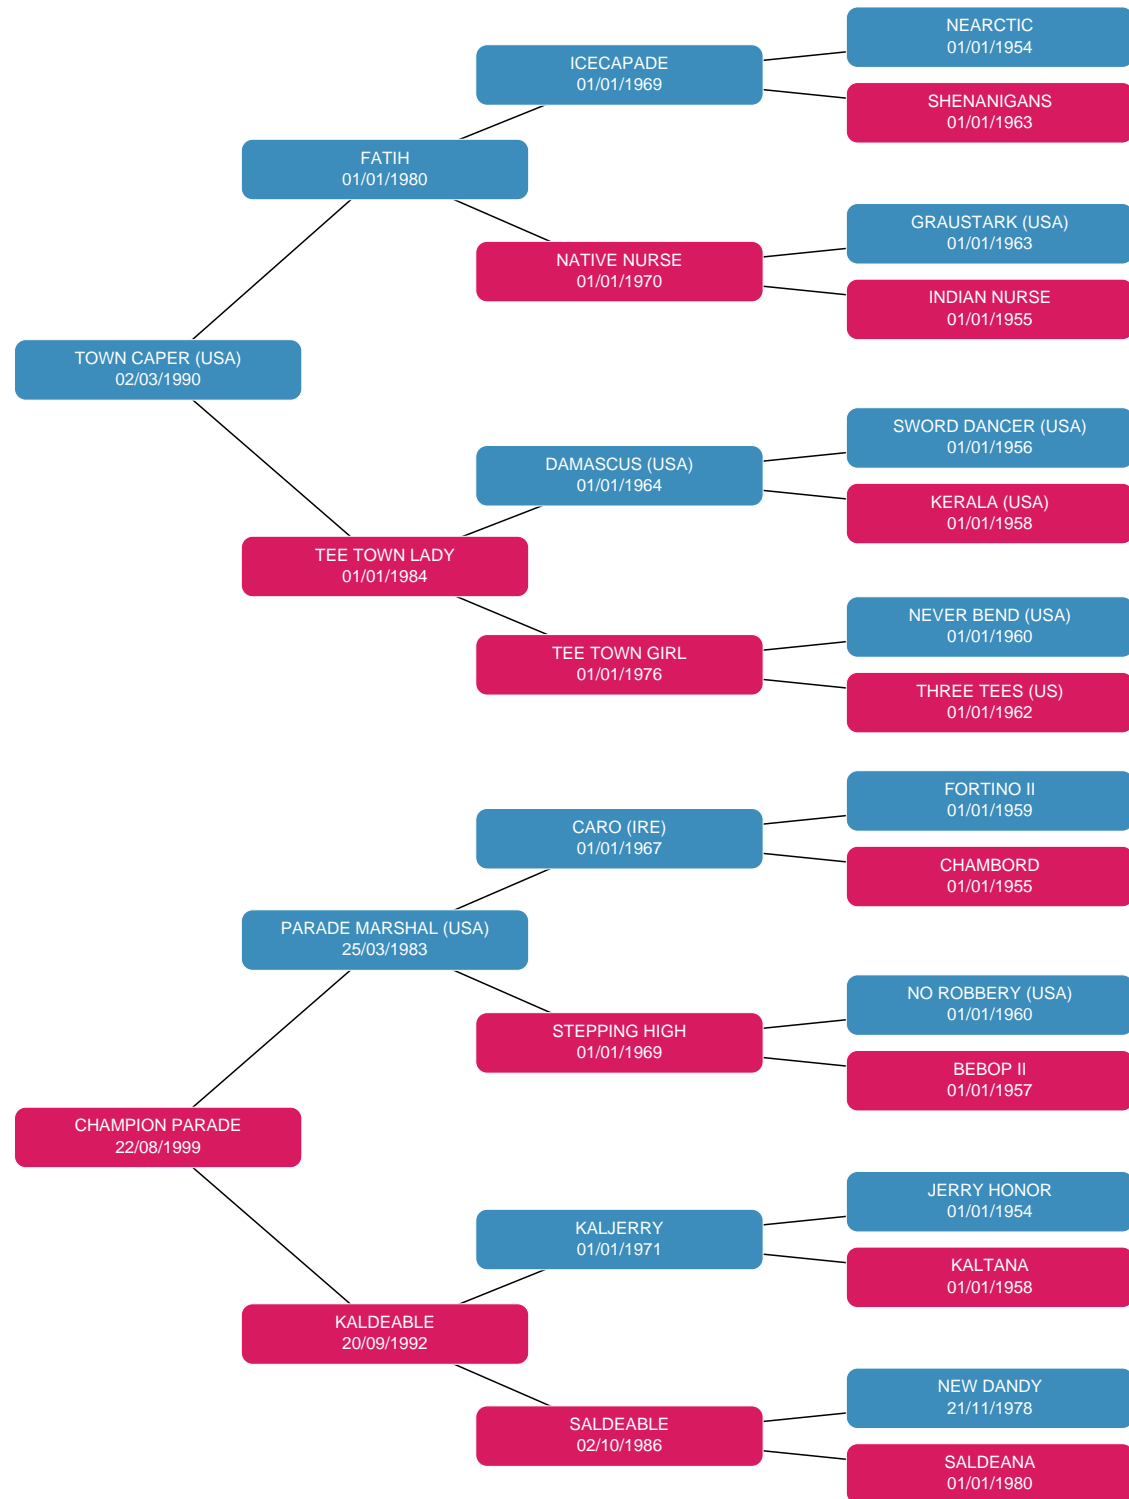 NEARCTIC
01/01/1954
ICECAPADE
01/01/1969
SHENANIGANS
01/01/1963
FATIH
01/01/1980
GRAUSTARK (USA)
01/01/1963
NATIVE NURSE
01/01/1970
INDIAN NURSE
01/01/1955
TOWN CAPER (USA)
02/03/1990
SWORD DANCER (USA)
01/01/1956
DAMASCUS (USA)
01/01/1964
KERALA (USA)
01/01/1958
TEE TOWN LADY
01/01/1984
NEVER BEND (USA)
01/01/1960
TEE TOWN GIRL
01/01/1976
THREE TEES (US)
01/01/1962
FORTINO II
01/01/1959
CARO (IRE)
01/01/1967
CHAMBORD
01/01/1955
PARADE MARSHAL (USA)
25/03/1983
NO ROBBERY (USA)
01/01/1960
STEPPING HIGH
01/01/1969
BEBOP II
01/01/1957
CHAMPION PARADE
22/08/1999
JERRY HONOR
01/01/1954
KALJERRY
01/01/1971
KALTANA
01/01/1958
KALDEABLE
20/09/1992
NEW DANDY
21/11/1978
SALDEABLE
02/10/1986
SALDEANA
01/01/1980